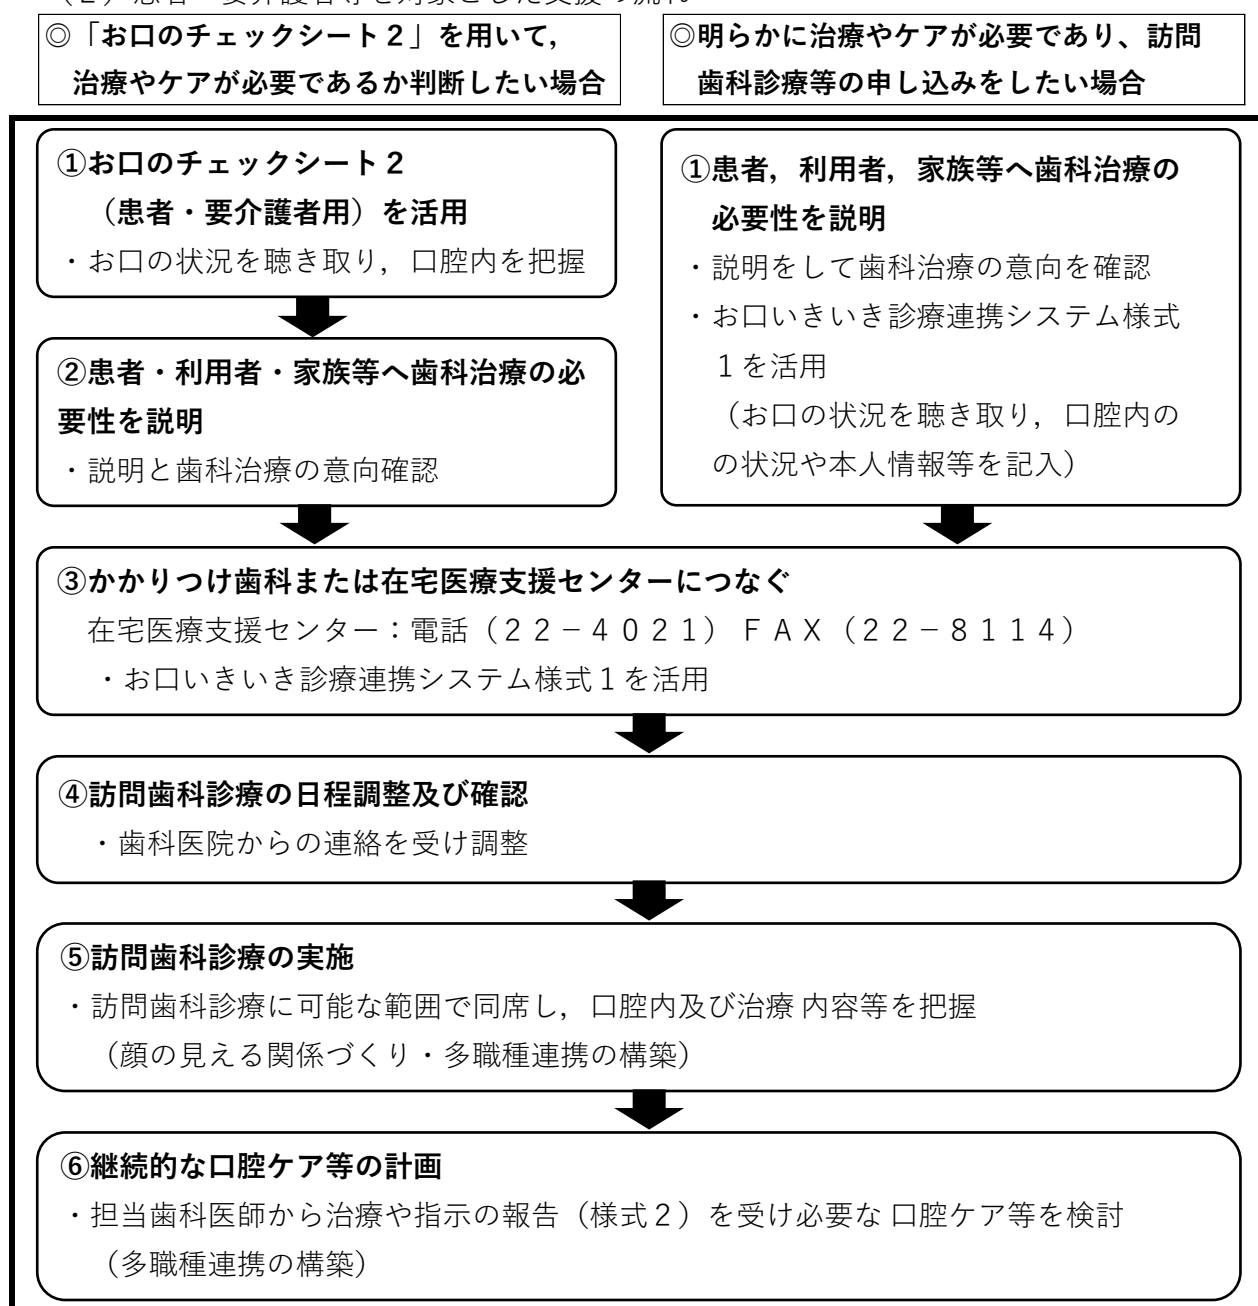 （２）患者・要介護者等を対象とした支援の流れ
◎「お口のチェックシート２」を用いて，
治療やケアが必要であるか判断したい場合
◎明らかに治療やケアが必要であり、訪問
歯科診療等の申し込みをしたい場合
①お口のチェックシート２
（患者・要介護者用）を活用
・お口の状況を聴き取り，口腔内を把握
②患者・利用者・家族等へ歯科治療の必
要性を説明
・説明と歯科治療の意向確認
①患者，利用者，家族等へ歯科治療の
必要性を説明
・説明をして歯科治療の意向を確認
・お口いきいき診療連携システム様式
１を活用
（お口の状況を聴き取り，口腔内の
の状況や本人情報等を記入）
③かかりつけ歯科または在宅医療支援センターにつなぐ
在宅医療支援センター：電話（２２－４０２１）ＦＡＸ（２２－８１１４）
・お口いきいき診療連携システム様式１を活用
④訪問歯科診療の日程調整及び確認
・歯科医院からの連絡を受け調整
⑤訪問歯科診療の実施
・訪問歯科診療に可能な範囲で同席し，口腔内及び治療 内容等を把握
（顔の見える関係づくり・多職種連携の構築）
⑥継続的な口腔ケア等の計画
・担当歯科医師から治療や指示の報告（様式２）を受け必要な 口腔ケア等を検討
（多職種連携の構築）